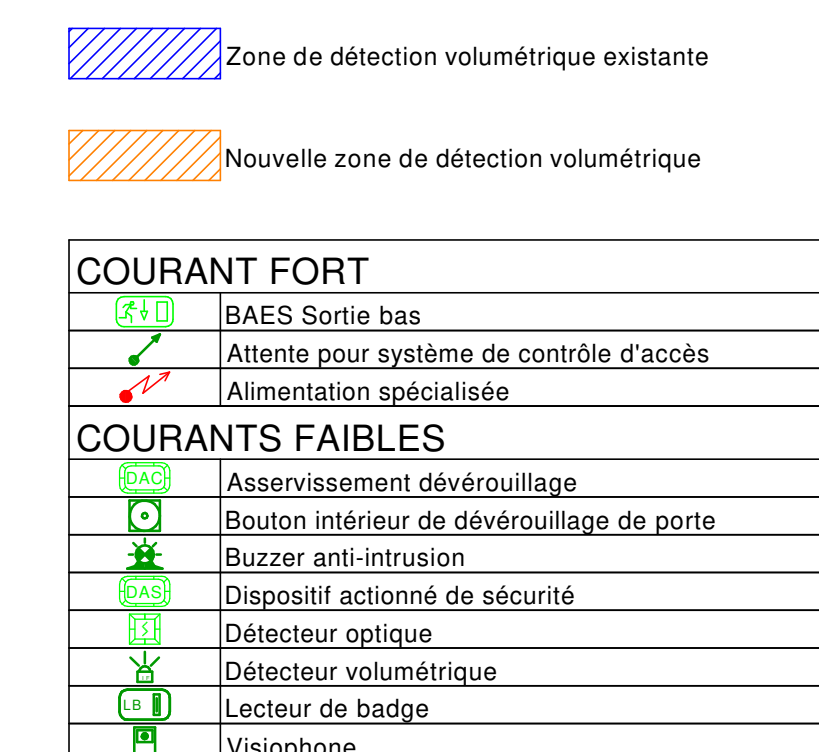 Zone de détection volumétrique existante
Nouvelle zone de détection volumétrique
COURANT FORT
BAES Sortie bas
Attente pour système de contrôle d'accès
Alimentation spécialisée
COURANTS FAIBLES
DAC Asservissement dévérouillage
Bouton intérieur de dévérouillage de porte
Buzzer anti-intrusion
DAS Dispositif actionné de sécurité
Détecteur optique
Détecteur volumétrique
LB Lecteur de badge
Visiophone